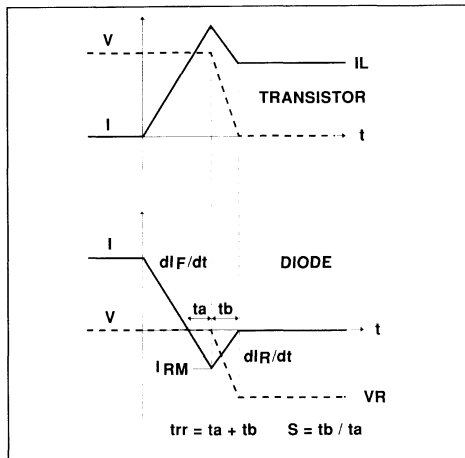 V
IL
TRANSISTOR
I
t
I
dIF/dt
DIODE
ta
tb
V
t
IRM
dIR/dt
VR
trr = ta + tb
S = tb / ta